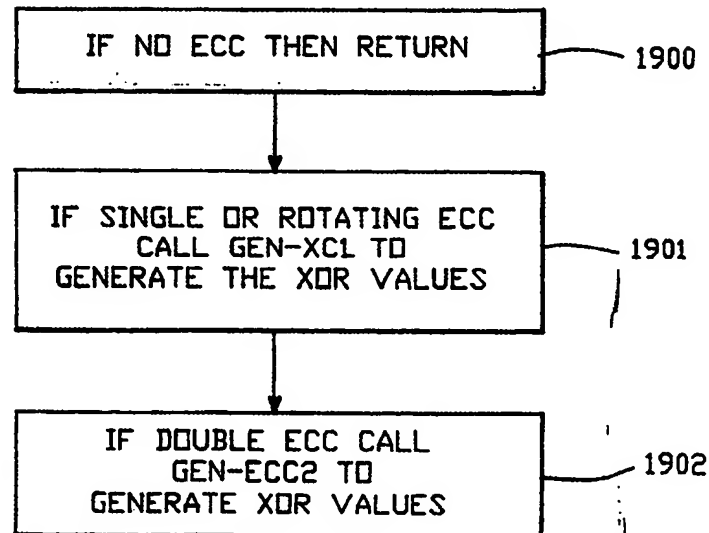 IF NO ECC THEN RETURN
1900
IF SINGLE OR ROTATING ECC
CALL GEN-XC1 TO
GENERATE THE XOR VALUES
1901
IF DOUBLE ECC CALL
GEN-ECC2 TO
GENERATE XOR VALUES
1902